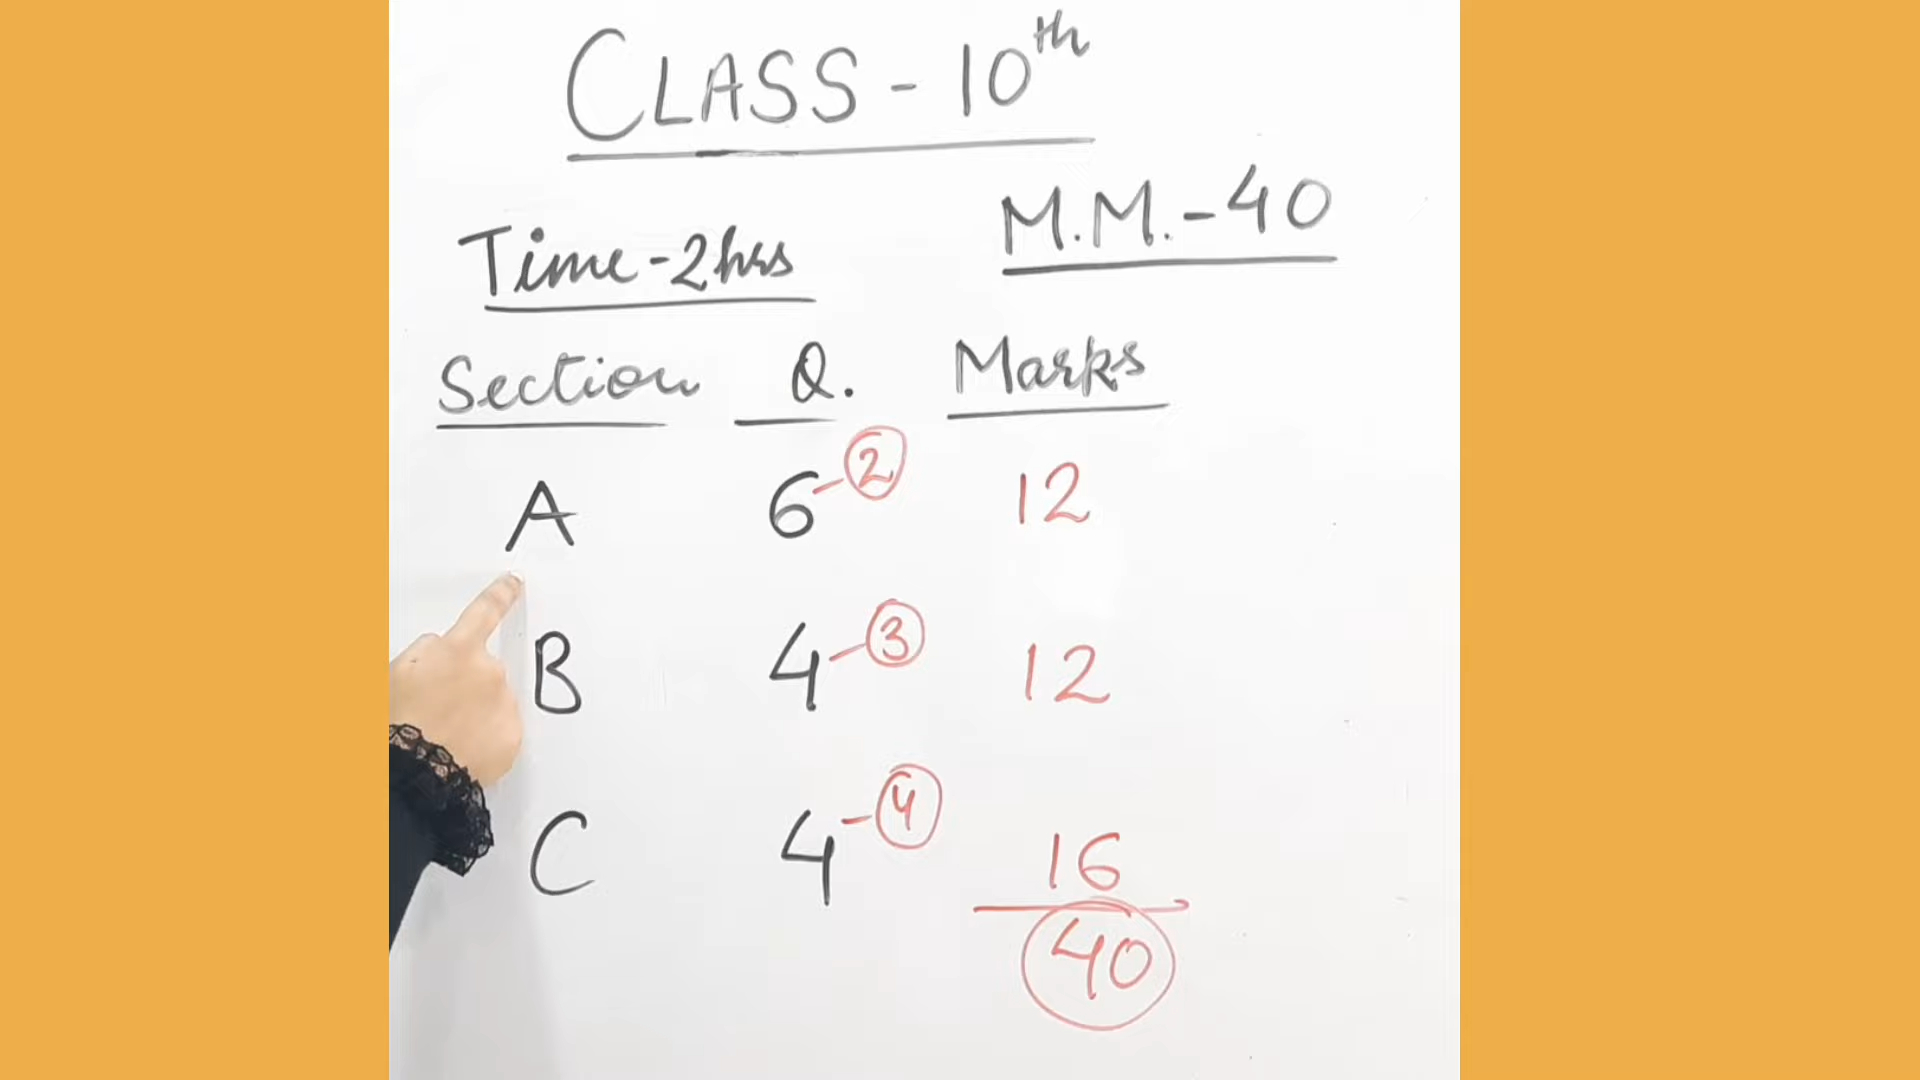 CLASS - 10th
M.M. - 40
Time - 2hrs
Section Q. Marks
A 6 - 2 12
B 4 - 3 12
C 4 - 4 16
40